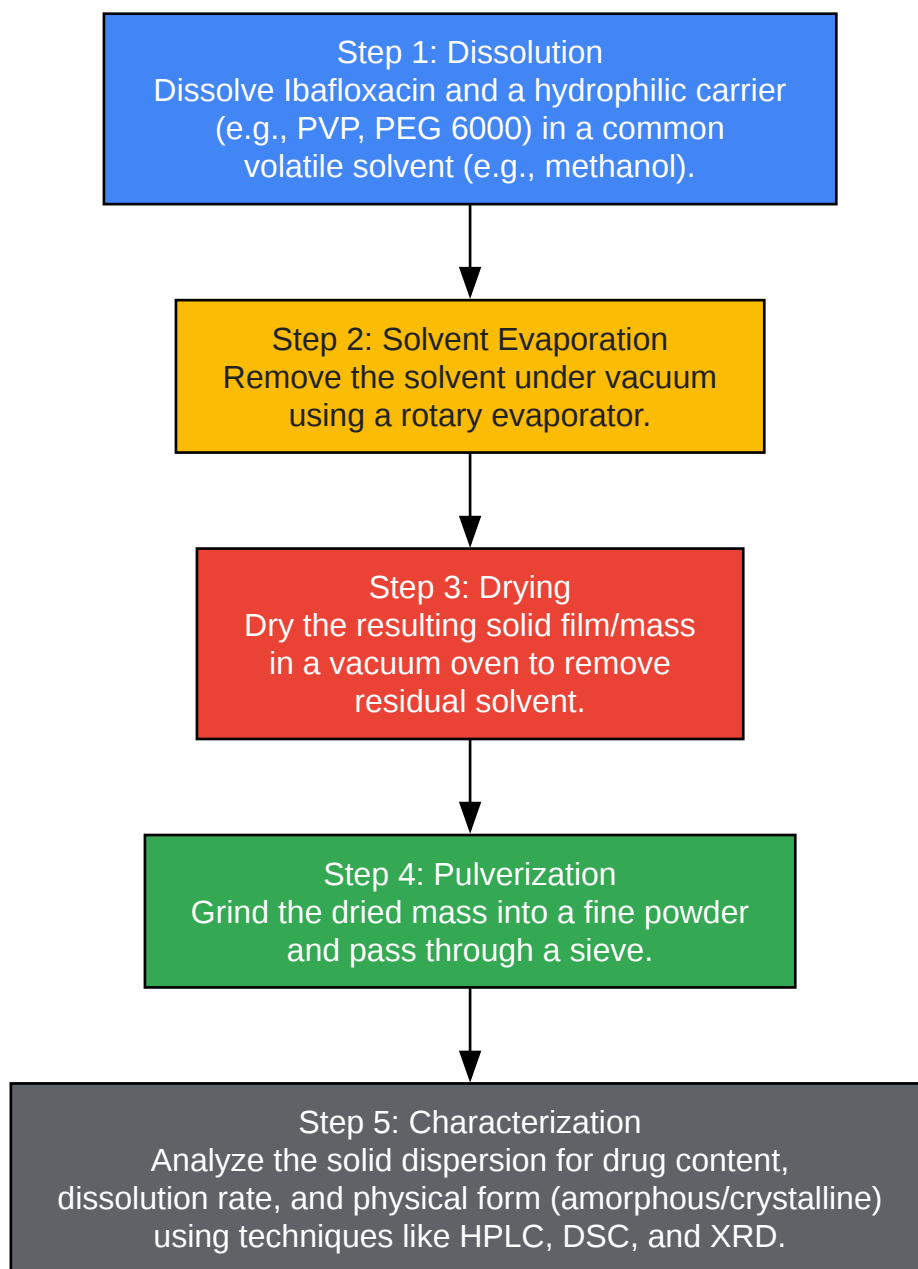 Step 1: Dissolution
Dissolve Ibafloxacin and a hydrophilic carrier
(e.g., PVP, PEG 6000) in a common
volatile solvent (e.g., methanol).
Step 2: Solvent Evaporation
Remove the solvent under vacuum
using a rotary evaporator.
Step 3: Drying
Dry the resulting solid film/mass
in a vacuum oven to remove
residual solvent.
Step 4: Pulverization
Grind the dried mass into a fine powder
and pass through a sieve.
Step 5: Characterization
Analyze the solid dispersion for drug content,
dissolution rate, and physical form (amorphous/crystalline)
using techniques like HPLC, DSC, and XRD.